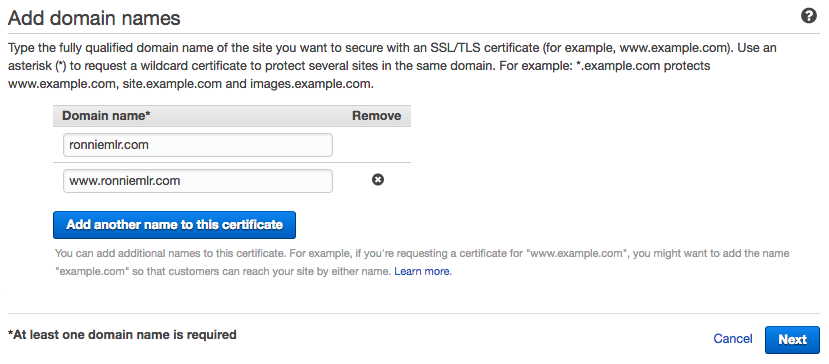 Add domain names
?
Type the fully qualified domain name of the site you want to secure with an SSL/TLS certificate (for example, www.example.com). Use an
asterisk (*) to request a wildcard certificate to protect several sites in the same domain. For example: *.example.com protects
www.example.com, site.example.com and images.example.com.
Domain name* Remove
ronniemlr.com
www.ronniemlr.com
Add another name to this certificate
You can add additional names to this certificate. For example, if you're requesting a certificate for "www.example.com", you might want to add the name
"example.com" so that customers can reach your site by either name. Learn more.
*At least one domain name is required
Cancel Next